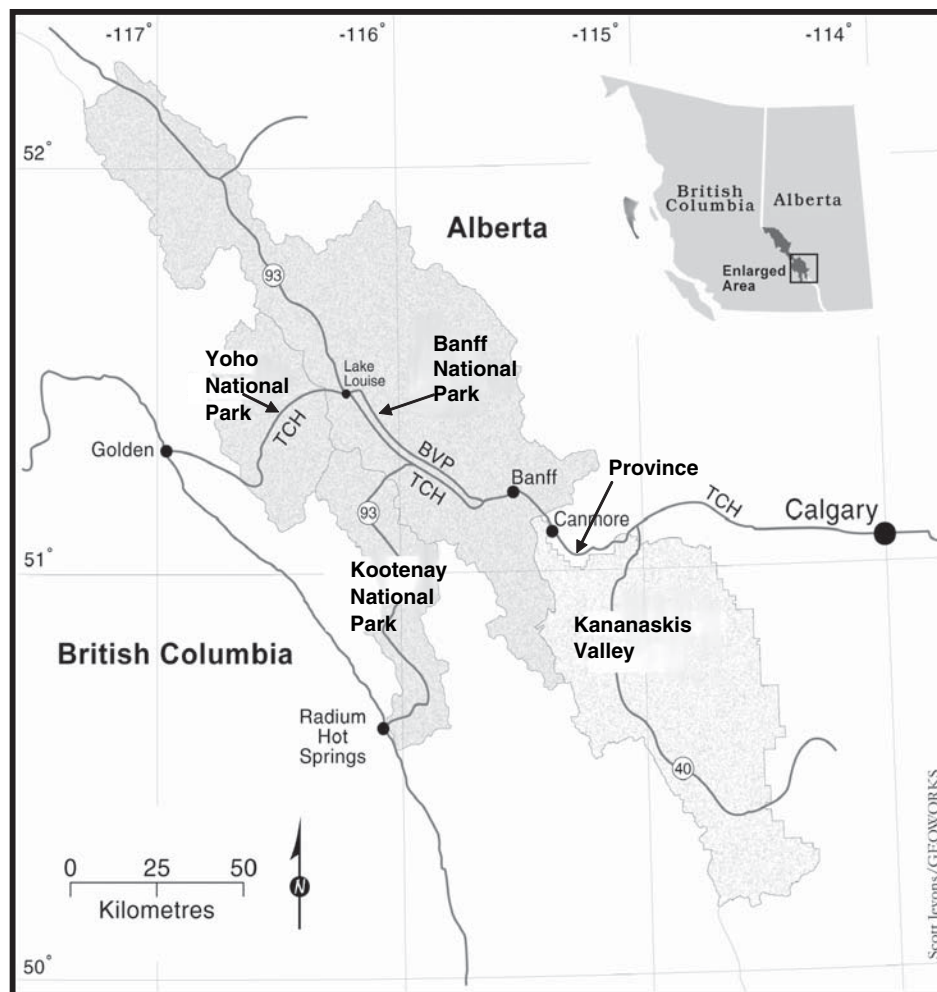 -117°
-116°
-115°
-114°
52°
British
Columbia
Alberta
Enlarged
Area
Alberta
93
Yoho
National
Park
Lake
Louise
Banff
National
Park
TCH
Golden
BVP
TCH
Banff
Province
TCH
Canmore
Calgary
93
51°
Kootenay
National
Park
Kananaskis
Valley
British Columbia
Radium
Hot
Springs
40
0 25 50
Kilometres
N
50°
Scott Jevons/GEOWORKS